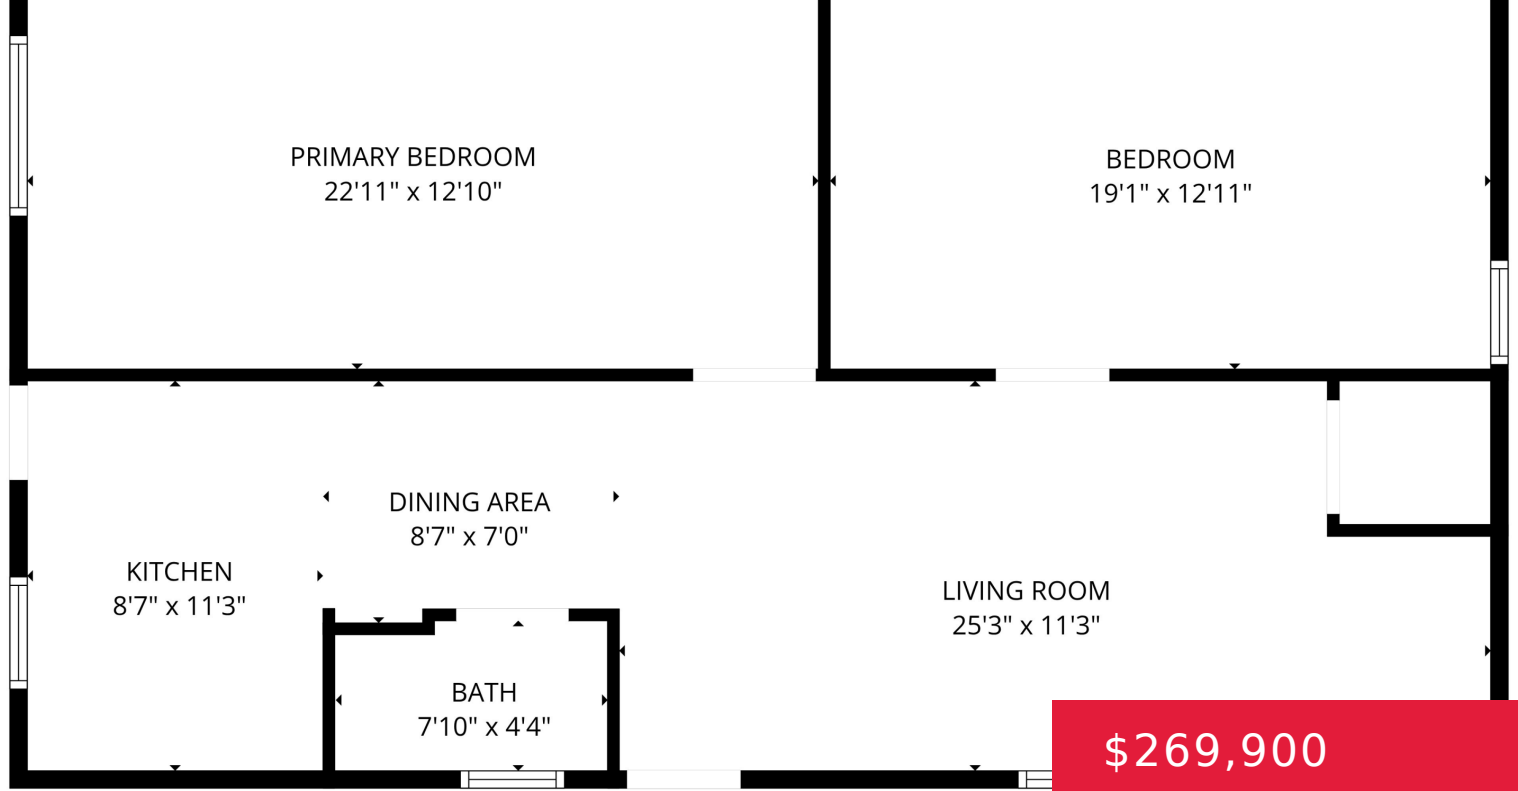 PRIMARY BEDROOM
22'11" x 12'10"
BEDROOM
19'1" x 12'11"
DINING AREA
8'7" x 7'0"
KITCHEN
8'7" x 11'3"
LIVING ROOM
25'3" x 11'3"
BATH
7'10" x 4'4"
$269,900